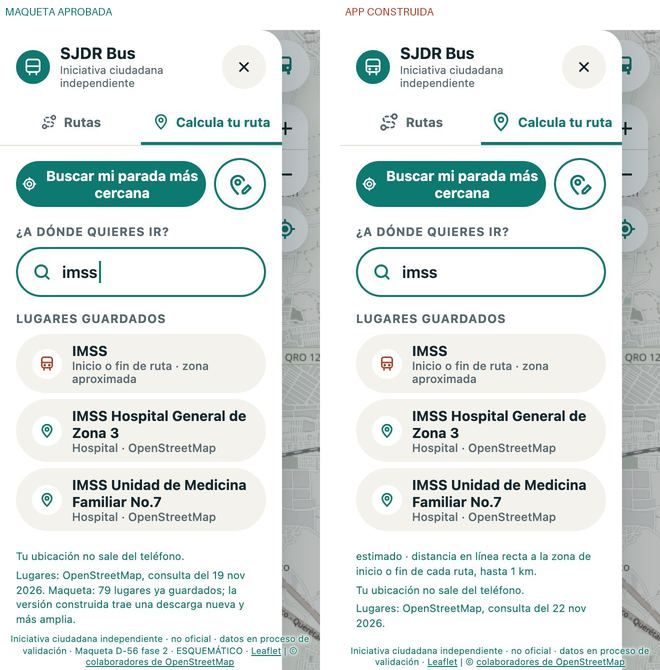 MAQUETA APROBADA
SJDR Bus
Iniciativa ciudadana
independiente
Rutas
Calcula tu ruta
Buscar mi parada más
cercana
¿A DÓNDE QUIERES IR?
imss
LUGARES GUARDADOS
IMSS
Inicio o fin de ruta · zona
aproximada
IMSS Hospital General de
Zona 3
Hospital · OpenStreetMap
IMSS Unidad de Medicina
Familiar No.7
Hospital · OpenStreetMap
Tu ubicación no sale del teléfono.
Lugares: OpenStreetMap, consulta del 19 nov
2026. Maqueta: 79 lugares ya guardados; la
versión construida trae una descarga nueva y
más amplia.
Iniciativa ciudadana independiente · no oficial · datos en proceso de
validación · Maqueta D-56 fase 2 · ESQUEMÁTICO · Leaflet | ©
colaboradores de OpenStreetMap
QRO 12
APP CONSTRUIDA
SJDR Bus
Iniciativa ciudadana
independiente
Rutas
Calcula tu ruta
Buscar mi parada más
cercana
¿A DÓNDE QUIERES IR?
imss
LUGARES GUARDADOS
IMSS
Inicio o fin de ruta · zona
aproximada
IMSS Hospital General de
Zona 3
Hospital · OpenStreetMap
IMSS Unidad de Medicina
Familiar No.7
Hospital · OpenStreetMap
estimado · distancia en línea recta a la zona de
inicio o fin de cada ruta, hasta 1 km.
Tu ubicación no sale del teléfono.
Lugares: OpenStreetMap, consulta del 22 nov
2026.
Iniciativa ciudadana independiente · no oficial · datos en proceso de
validación · Leaflet | © colaboradores de OpenStreetMap
QRO 12